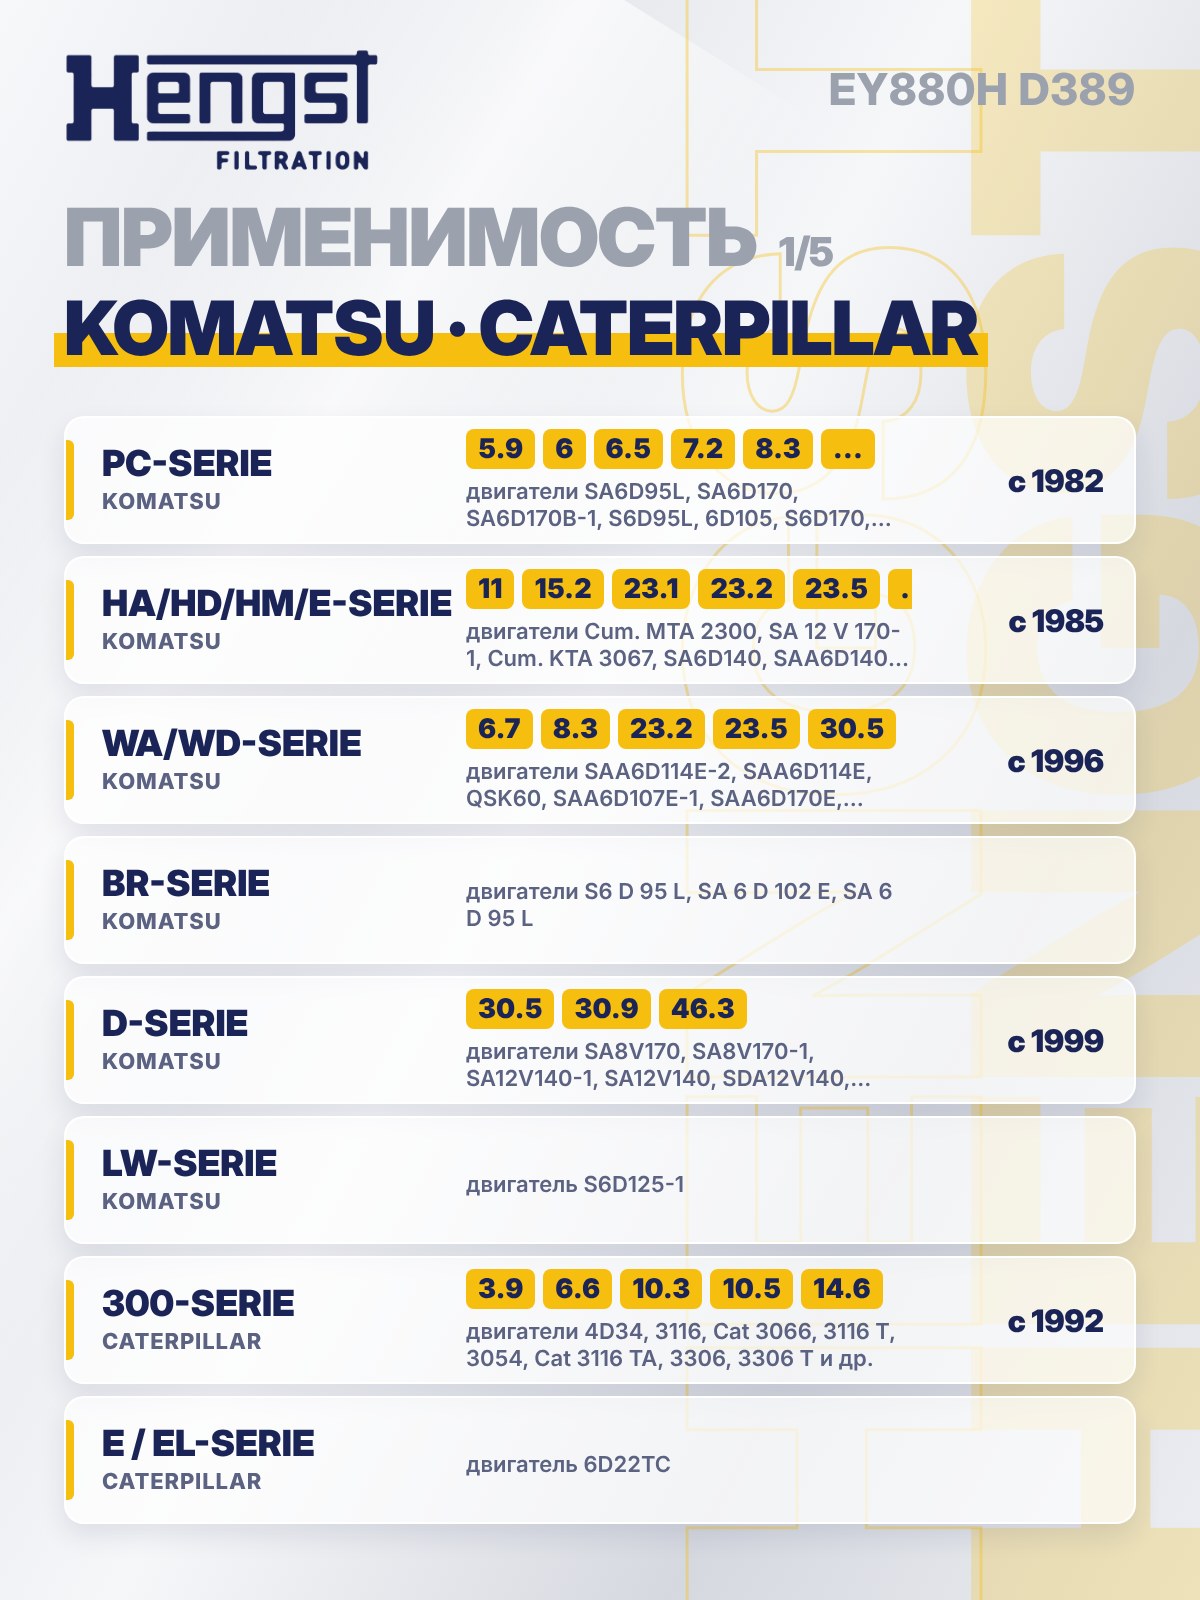 Hengst
FILTRATION
EY880H D389
ПРИМЕНИМОСТЬ 1/5
KOMATSU · CATERPILLAR
PC-SERIE
KOMATSU
5.9 6 6.5 7.2 8.3 ...
двигатели SA6D95L, SA6D170,
SA6D170B-1, S6D95L, 6D105, S6D170,...
с 1982
HA/HD/HM/E-SERIE
KOMATSU
11 15.2 23.1 23.2 23.5 .
двигатели Cum. MTA 2300, SA 12 V 170-
1, Cum. KTA 3067, SA6D140, SAA6D140...
с 1985
WA/WD-SERIE
KOMATSU
6.7 8.3 23.2 23.5 30.5
двигатели SAA6D114E-2, SAA6D114E,
QSK60, SAA6D107E-1, SAA6D170E,...
с 1996
BR-SERIE
KOMATSU
двигатели S6 D 95 L, SA 6 D 102 E, SA 6
D 95 L
D-SERIE
KOMATSU
30.5 30.9 46.3
двигатели SA8V170, SA8V170-1,
SA12V140-1, SA12V140, SDA12V140,...
с 1999
LW-SERIE
KOMATSU
двигатель S6D125-1
300-SERIE
CATERPILLAR
3.9 6.6 10.3 10.5 14.6
двигатели 4D34, 3116, Cat 3066, 3116 T,
3054, Cat 3116 TA, 3306, 3306 T и др.
с 1992
E / EL-SERIE
CATERPILLAR
двигатель 6D22TC
HENGST
HENGST